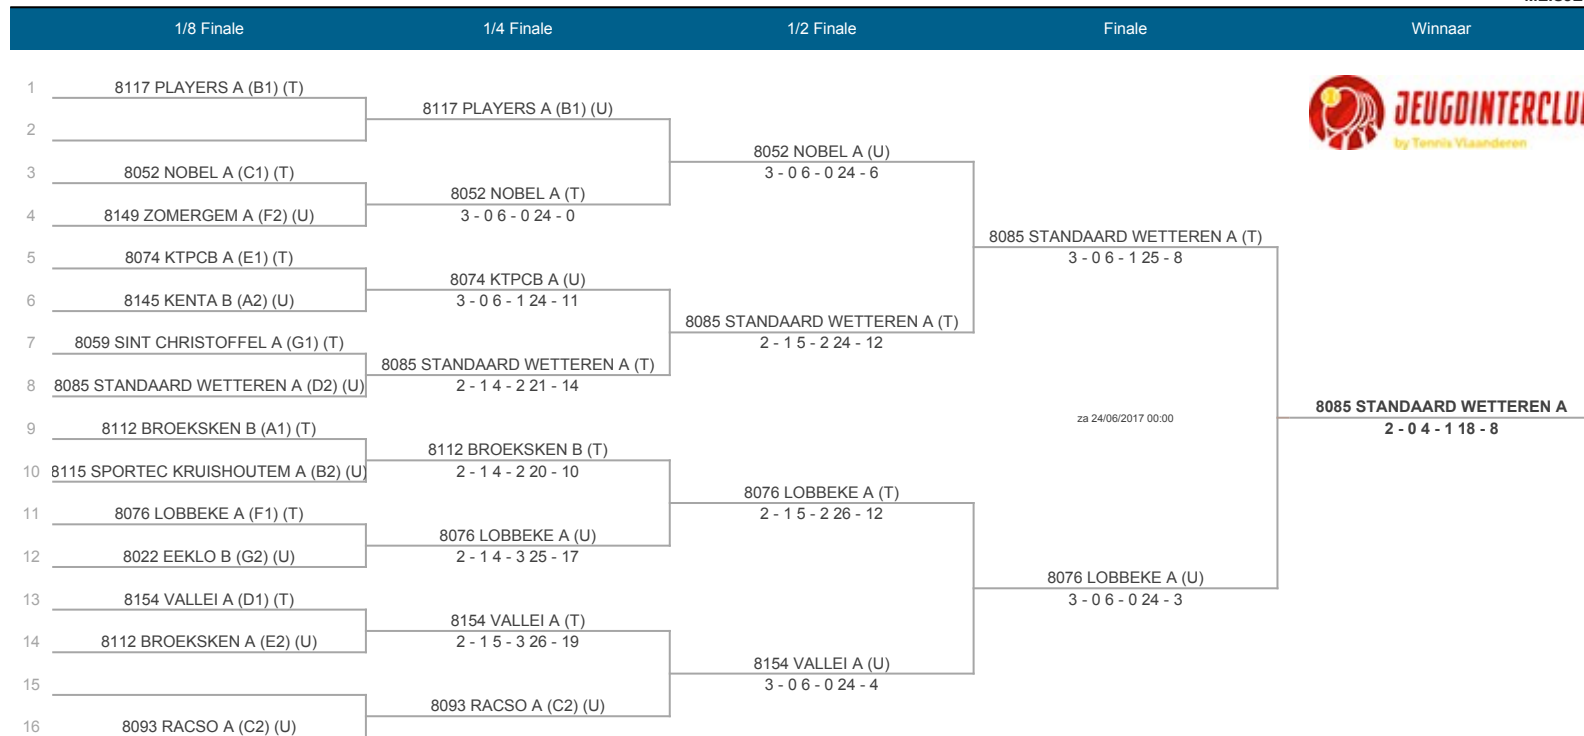 1/8 Finale 1/4 Finale 1/2 Finale Finale Winnaar
1 8117 PLAYERS A (B1) (T)
8117 PLAYERS A (B1) (U)
2
3 8052 NOBEL A (C1) (T)
8052 NOBEL A (T)
3 - 0 6 - 0 24 - 0
4 8149 ZOMERGEM A (F2) (U)
8052 NOBEL A (U)
3 - 0 6 - 0 24 - 6
5 8074 KTPCB A (E1) (T)
8074 KTPCB A (U)
3 - 0 6 - 1 24 - 11
6 8145 KENTA B (A2) (U)
7 8059 SINT CHRISTOFFEL A (G1) (T)
8085 STANDAARD WETTEREN A (T)
2 - 1 4 - 2 21 - 14
8 8085 STANDAARD WETTEREN A (D2) (U)
8085 STANDAARD WETTEREN A (T)
2 - 1 5 - 2 24 - 12
8085 STANDAARD WETTEREN A (T)
3 - 0 6 - 1 25 - 8
9 8112 BROEKSKEN B (A1) (T)
8112 BROEKSKEN B (T)
2 - 1 4 - 2 20 - 10
10 8115 SPORTEC KRUISHOUTEM A (B2) (U)
11 8076 LOBBEKE A (F1) (T)
8076 LOBBEKE A (U)
2 - 1 4 - 3 25 - 17
12 8022 EEKLO B (G2) (U)
8076 LOBBEKE A (T)
2 - 1 5 - 2 26 - 12
13 8154 VALLEI A (D1) (T)
8154 VALLEI A (T)
2 - 1 5 - 3 26 - 19
14 8112 BROEKSKEN A (E2) (U)
15
8093 RACSO A (C2) (U)
16 8093 RACSO A (C2) (U)
8154 VALLEI A (U)
3 - 0 6 - 0 24 - 4
8076 LOBBEKE A (U)
3 - 0 6 - 0 24 - 3
za 24/06/2017 00:00
8085 STANDAARD WETTEREN A
2 - 0 4 - 1 18 - 8
JEUGDINTERCLU
by Tennis Vlaanderen